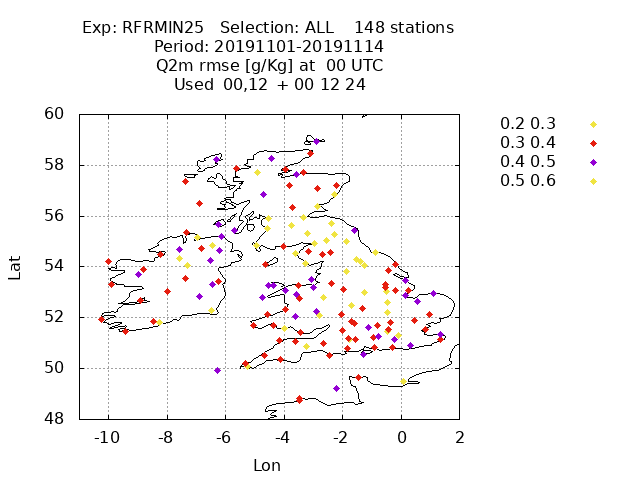 Exp: RFRMIN25 Selection: ALL 148 stations
Period: 20191101-20191114
Q2m rmse [g/Kg] at 00 UTC
Used 00,12 + 00 12 24
0.2 0.3
0.3 0.4
0.4 0.5
0.5 0.6
60
58
56
54
52
50
48
Lat
-10 -8 -6 -4 -2 0 2
Lon